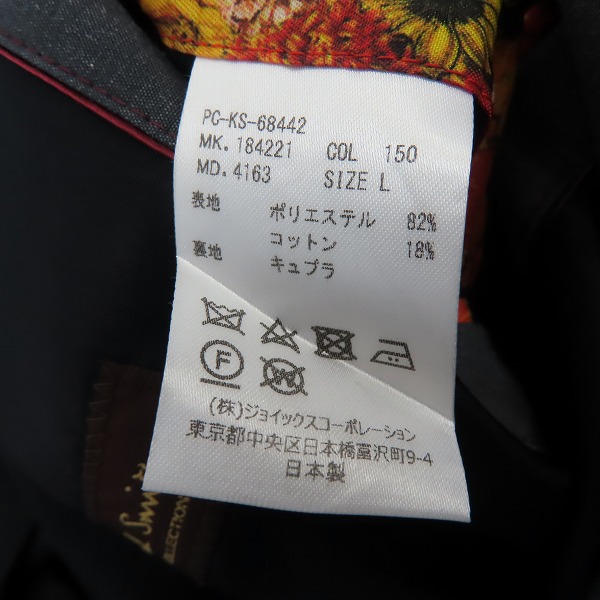 PC-KS-68442
MK. 184221 COL 150
MD. 4163 SIZE L
表地 ポリエステル 82%
コットン 18%
裏地 キュプラ
F
W
(株)ジョイックスコーポレーション
東京都中央区日本橋富沢町9-4
日本製